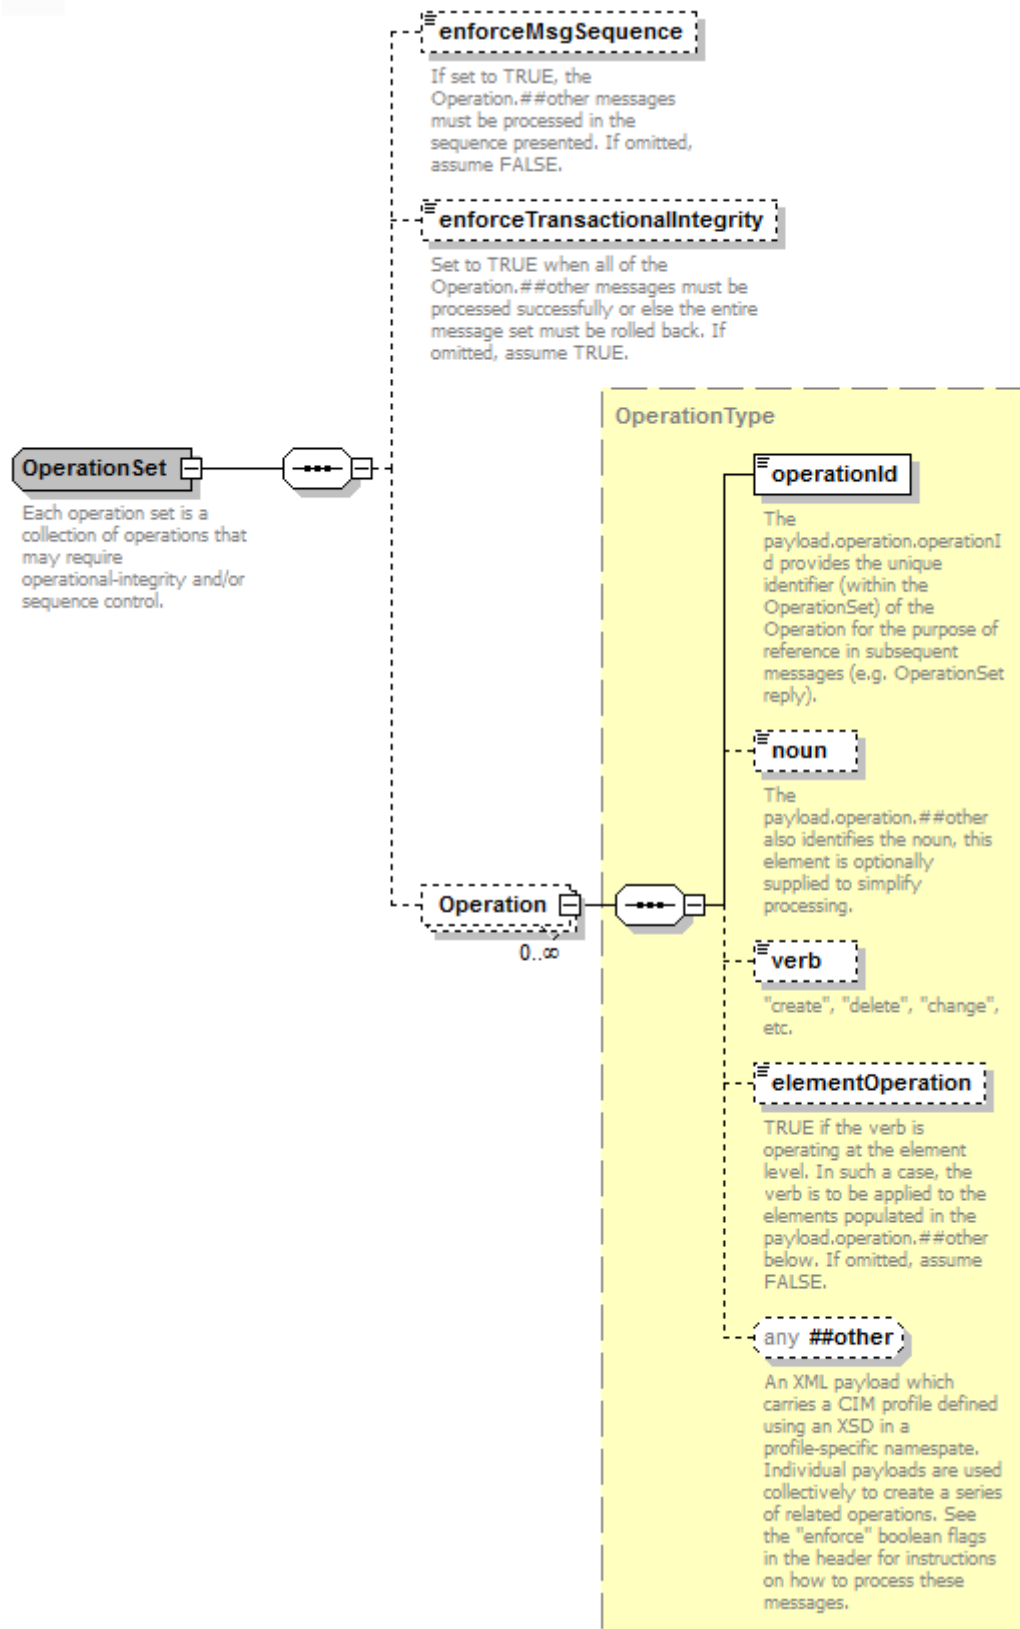 enforceMsgSequence
If set to TRUE, the
Operation.##other messages
must be processed in the
sequence presented. If omitted,
assume FALSE.
enforceTransactionalIntegrity
Set to TRUE when all of the
Operation.##other messages must be
processed successfully or else the entire
message set must be rolled back. If
omitted, assume TRUE.
OperationSet
Each operation set is a
collection of operations that
may require
operational-integrity and/or
sequence control.
OperationType
operationId
The
payload.operation.operationI
d provides the unique
identifier (within the
OperationSet) of the
Operation for the purpose of
reference in subsequent
messages (e.g. OperationSet
reply).
noun
The
payload.operation.##other
also identifies the noun, this
element is optionally
supplied to simplify
processing.
Operation
0..∞
verb
"create", "delete", "change",
etc.
elementOperation
TRUE if the verb is
operating at the element
level. In such a case, the
verb is to be applied to the
elements populated in the
payload.operation.##other
below. If omitted, assume
FALSE.
any ##other
An XML payload which
carries a CIM profile defined
using an XSD in a
profile-specific namespate.
Individual payloads are used
collectively to create a series
of related operations. See
the "enforce" boolean flags
in the header for instructions
on how to process these
messages.